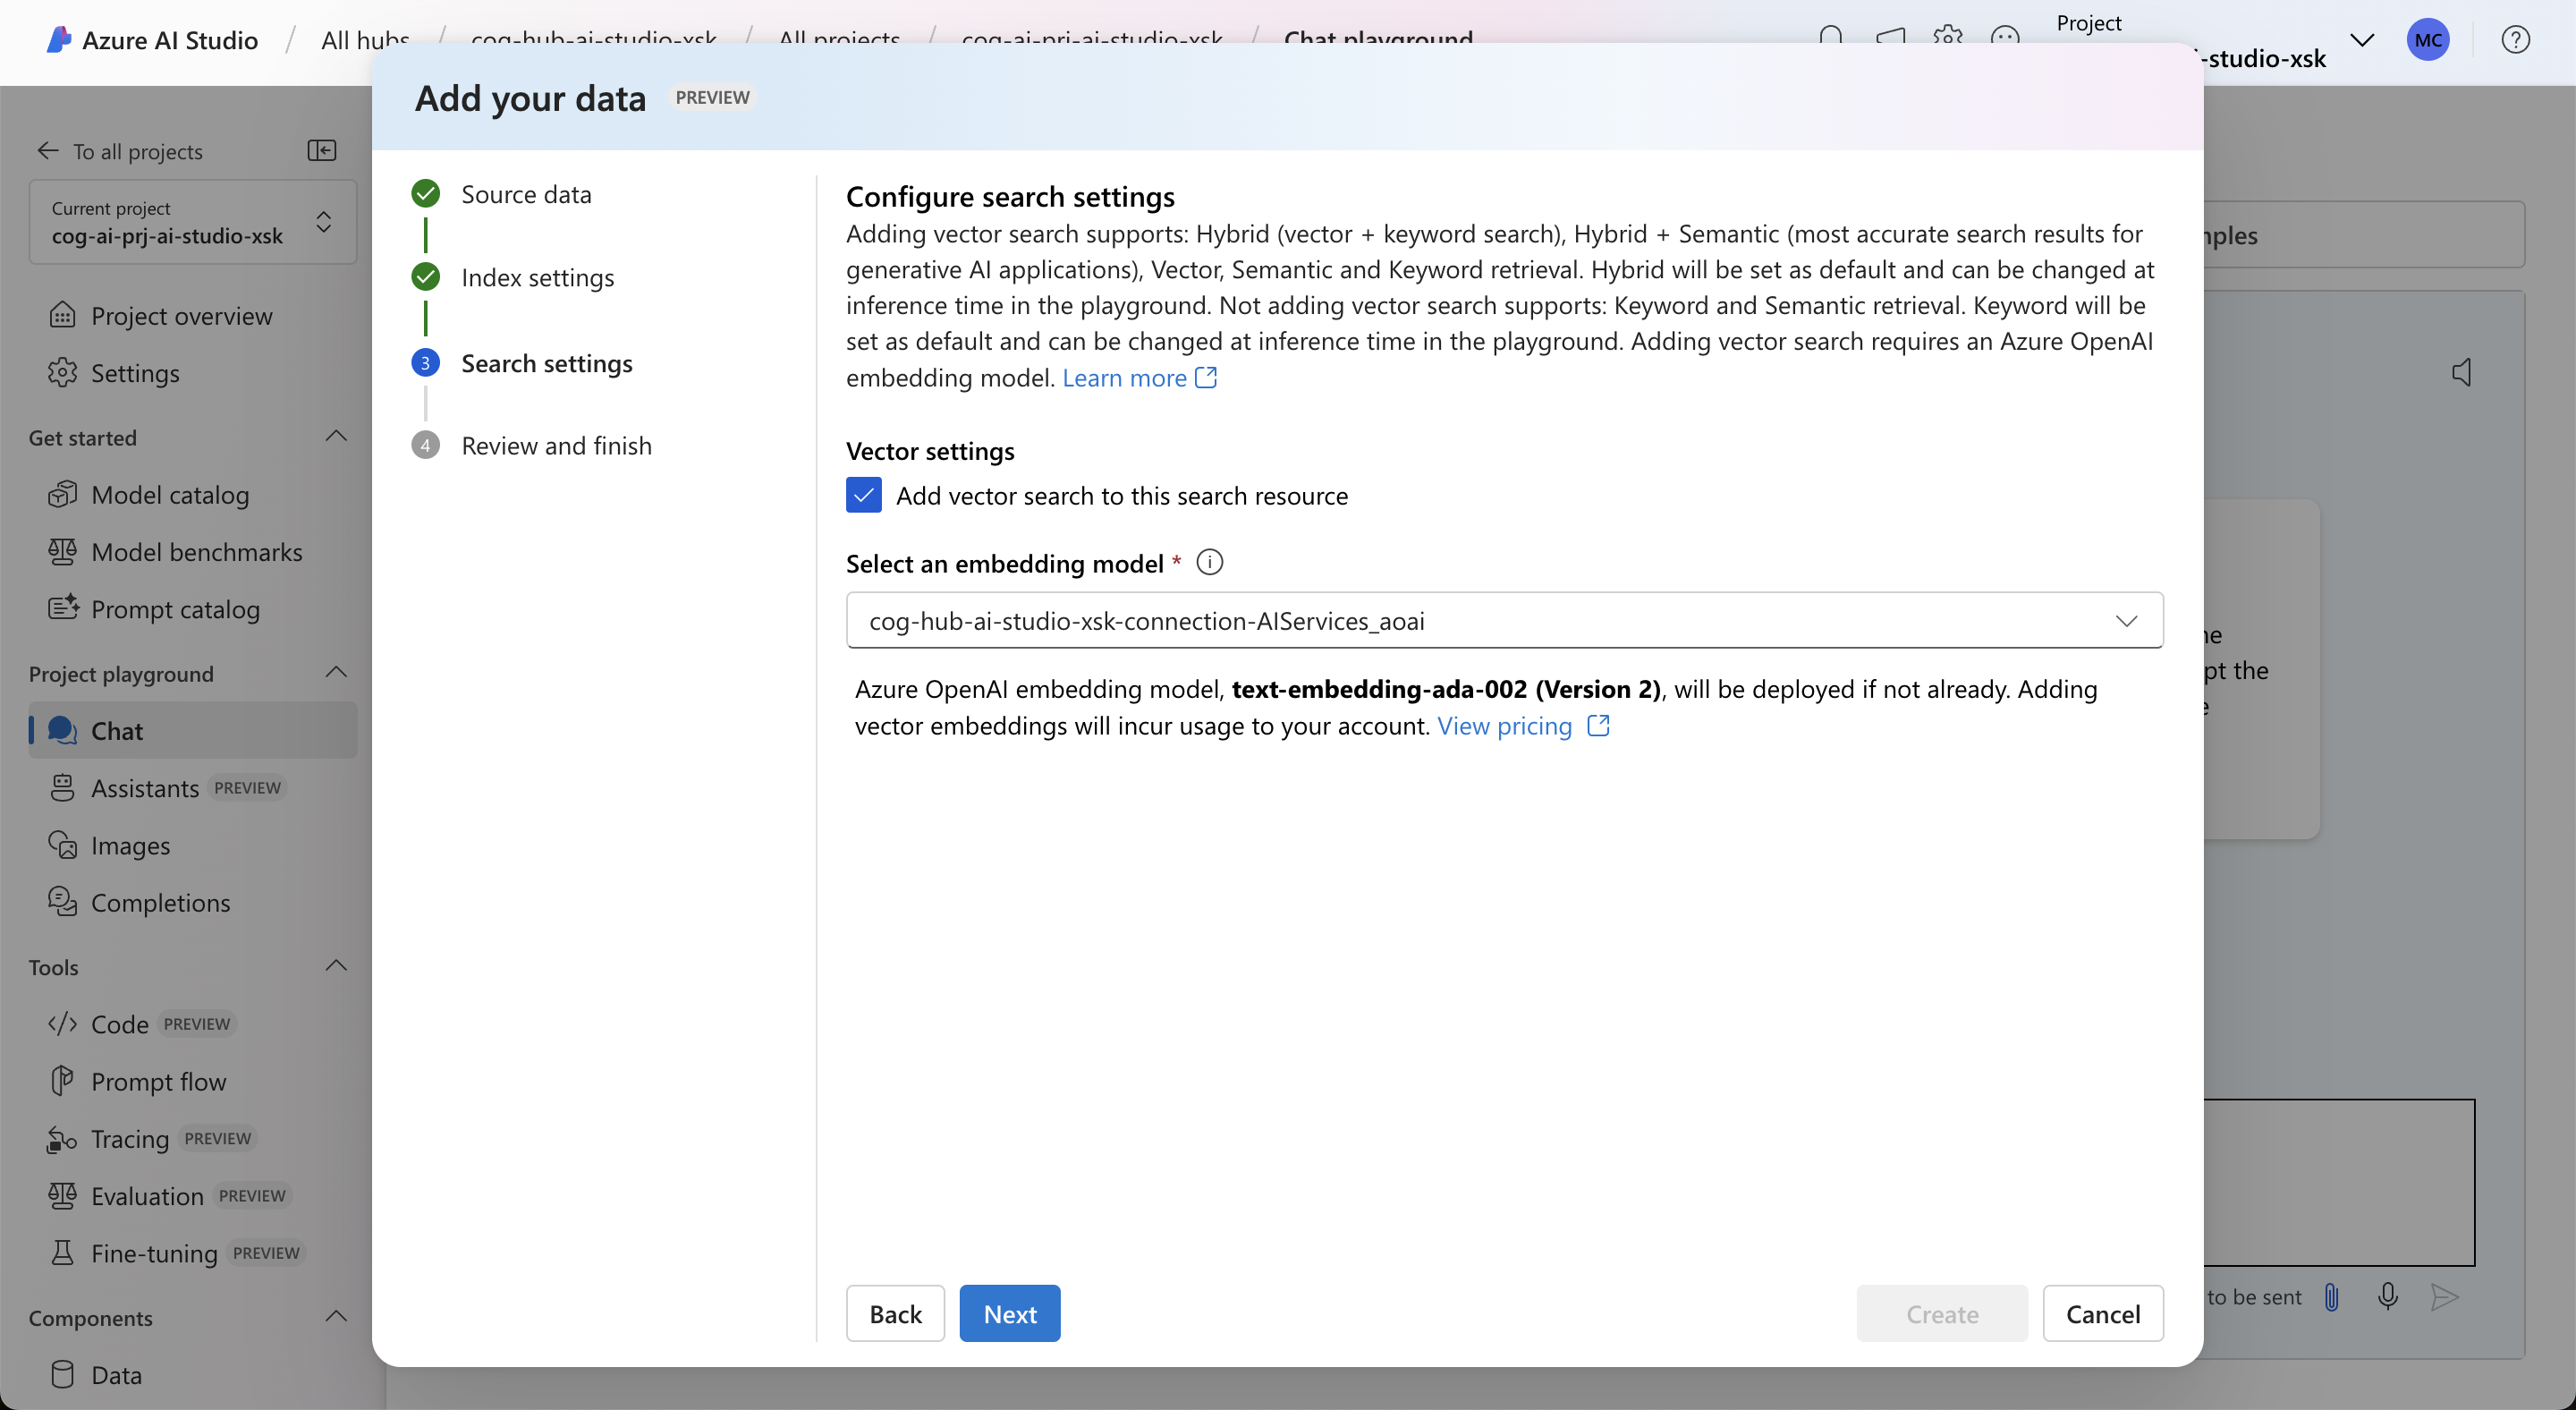 Azure AI Studio / All hubs / cog-hub-ai-studio-xsk / All projects / cog-ai-prj-ai-studio-xsk / Chat playground
Project
-studio-xsk
MC
To all projects
Current project
cog-ai-prj-ai-studio-xsk
Project overview
Settings
Get started
Model catalog
Model benchmarks
Prompt catalog
Project playground
Chat
Assistants PREVIEW
Images
Completions
Tools
Code PREVIEW
Prompt flow
Tracing PREVIEW
Evaluation PREVIEW
Fine-tuning PREVIEW
Components
Data
Add your data PREVIEW
Source data
Index settings
3 Search settings
4 Review and finish
Configure search settings
Adding vector search supports: Hybrid (vector + keyword search), Hybrid + Semantic (most accurate search results for
generative AI applications), Vector, Semantic and Keyword retrieval. Hybrid will be set as default and can be changed at
inference time in the playground. Not adding vector search supports: Keyword and Semantic retrieval. Keyword will be
set as default and can be changed at inference time in the playground. Adding vector search requires an Azure OpenAI
embedding model. Learn more
Vector settings
Add vector search to this search resource
Select an embedding model *
cog-hub-ai-studio-xsk-connection-AIServices_aoai
Azure OpenAI embedding model, text-embedding-ada-002 (Version 2), will be deployed if not already. Adding
vector embeddings will incur usage to your account. View pricing
Back
Next
Create
Cancel
pt the
to be sent